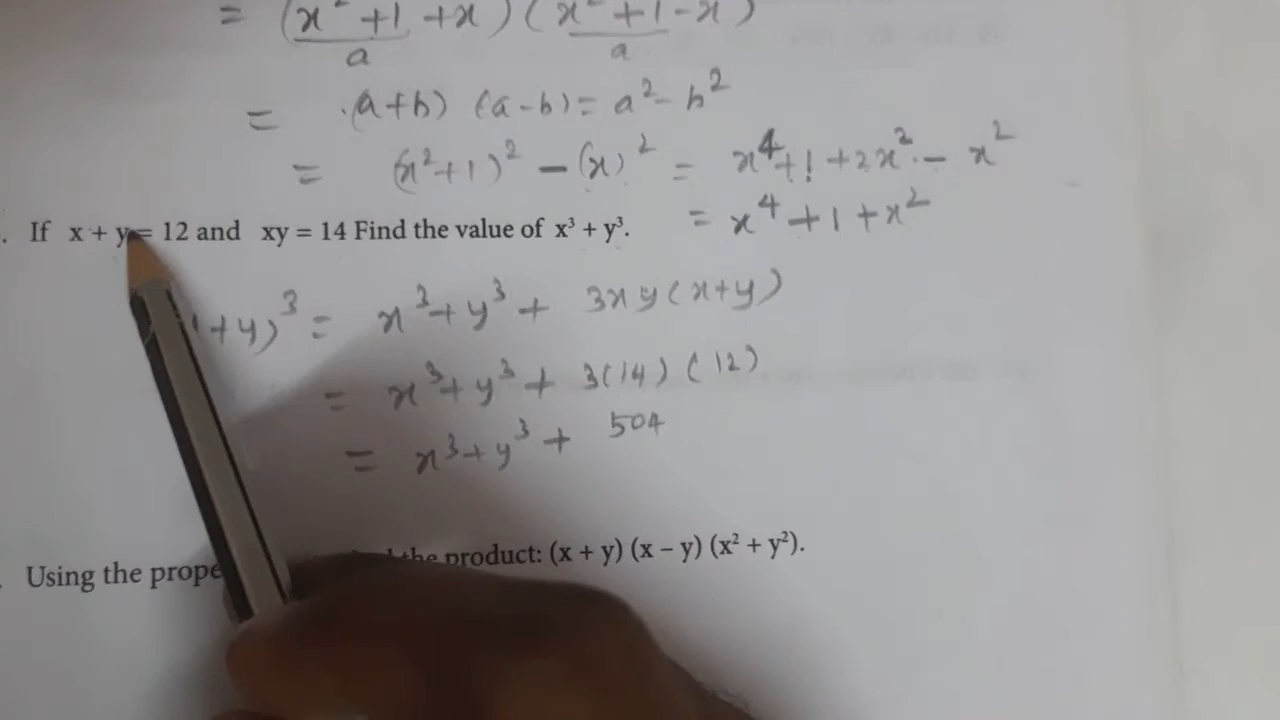 = (x² + 1 + x) (x² + 1 - x)
a a
= (a+b) (a-b) = a² - b²
= (x²+1)² - (x)² = x⁴ + 1 + 2x² - x²
. If x + y = 12 and xy = 14 Find the value of x³ + y³. = x⁴ + 1 + x²
+y)³ = x³ + y³ + 3xy(x+y)
= x³ + y³ + 3(14) (12)
= x³ + y³ + 504
. Using the the product: (x + y) (x – y) (x² + y²).